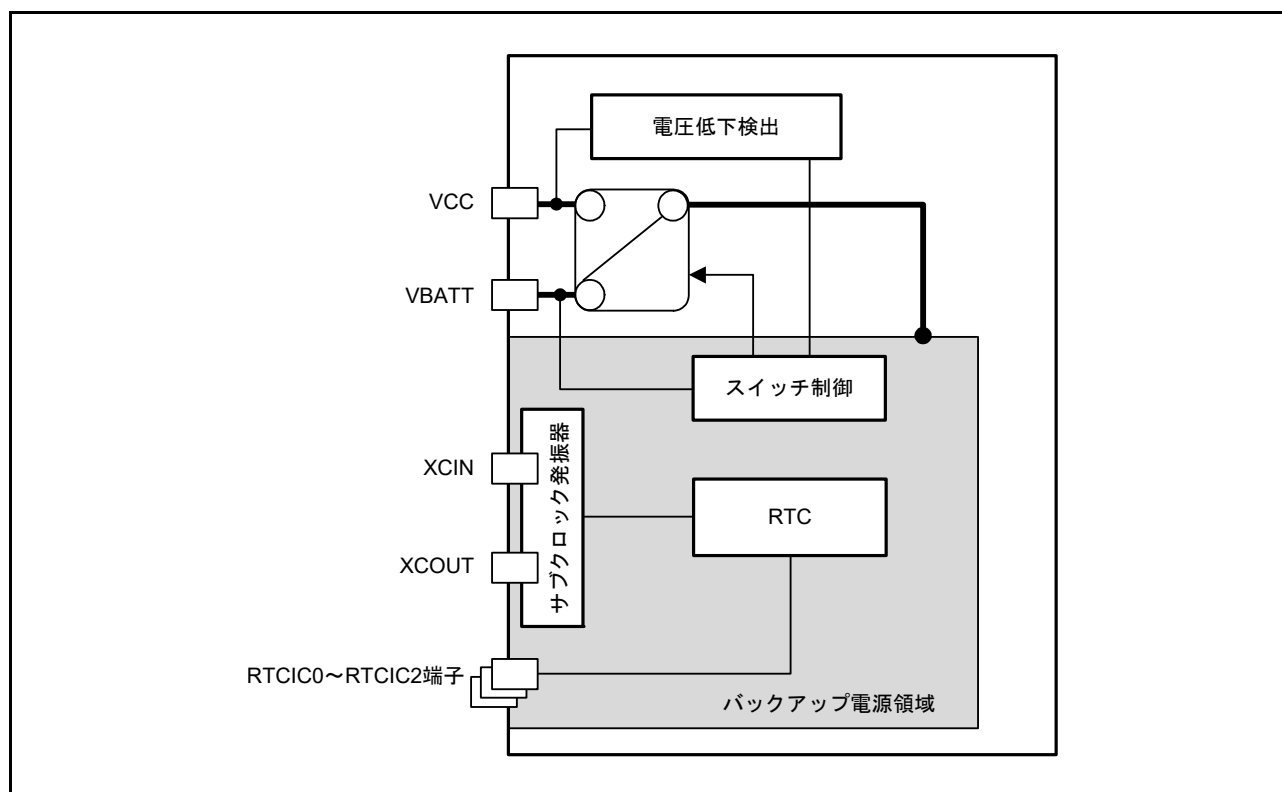 電圧低下検出
VCC
VBATT
スイッチ制御
XCIN
サブクロック発振器
RTC
XCOUT
RTCIC0～RTCIC2端子
バックアップ電源領域